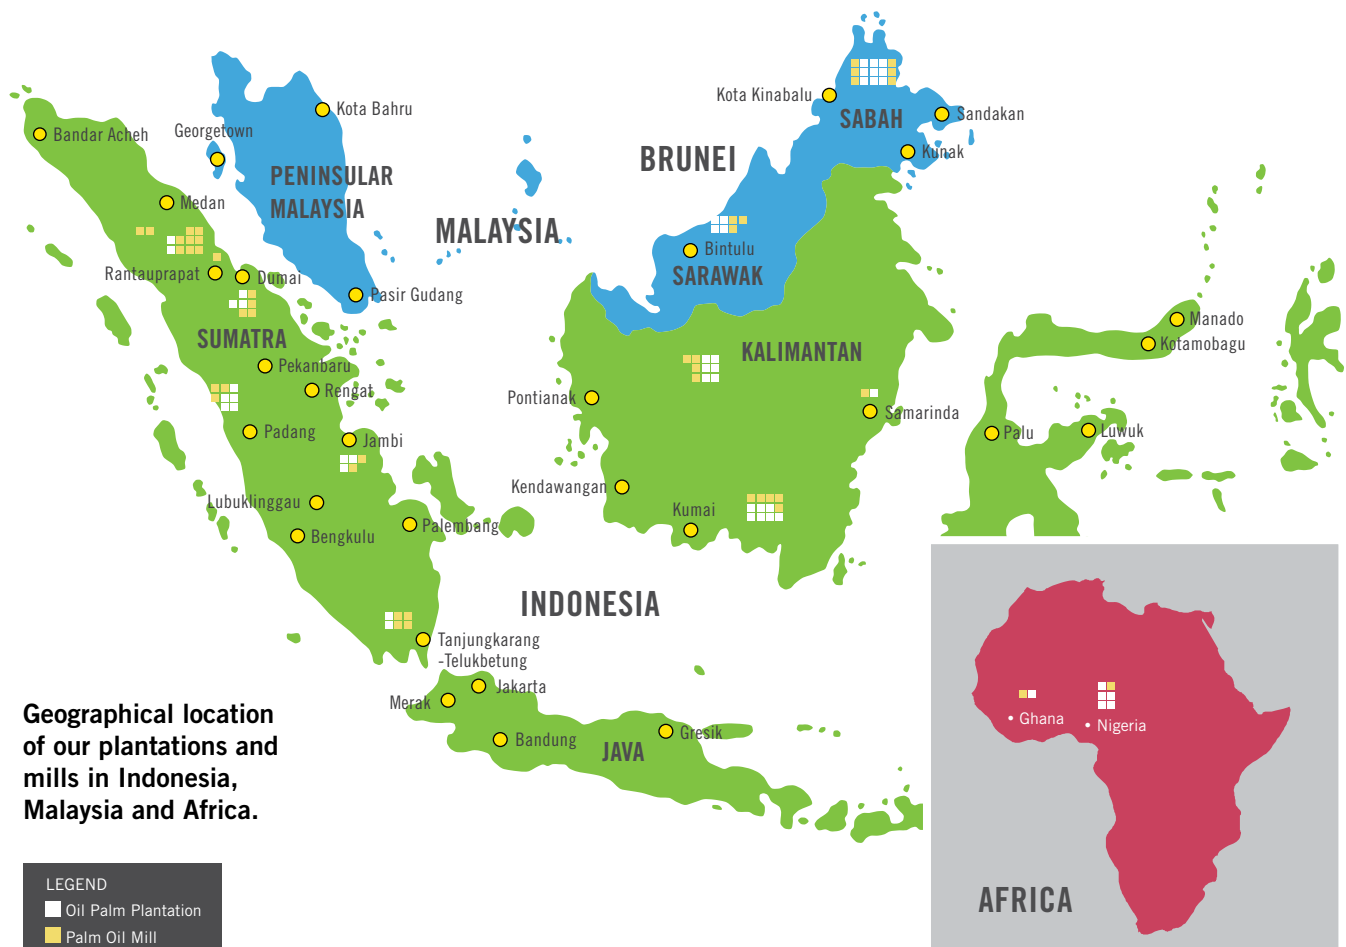 Kota Kinabalu
Kota Bahru
SABAH
Sandakan
Georgetown
Bandar Acheh
BRUNEI
Kunak
PENINSULAR
MALAYSIA
Medan
MALAYSIA
Bintulu
SARAWAK
Rantauprapat
Dumai
Pasir Gudang
Manado
SUMATRA
Kotamobagu
KALIMANTAN
Pekanbaru
Rengat
Pontianak
Samarinda
Padang
Jambi
Palu
Luwuk
Kendawangan
Lubuklinggau
Kumai
Palembang
Bengkulu
INDONESIA
Tanjungkarang
-Telukbetung
Jakarta
Merak
Bandung
Gresik
JAVA
Geographical location
of our plantations and
mills in Indonesia,
Malaysia and Africa.
• Ghana
• Nigeria
AFRICA
LEGEND
Oil Palm Plantation
Palm Oil Mill